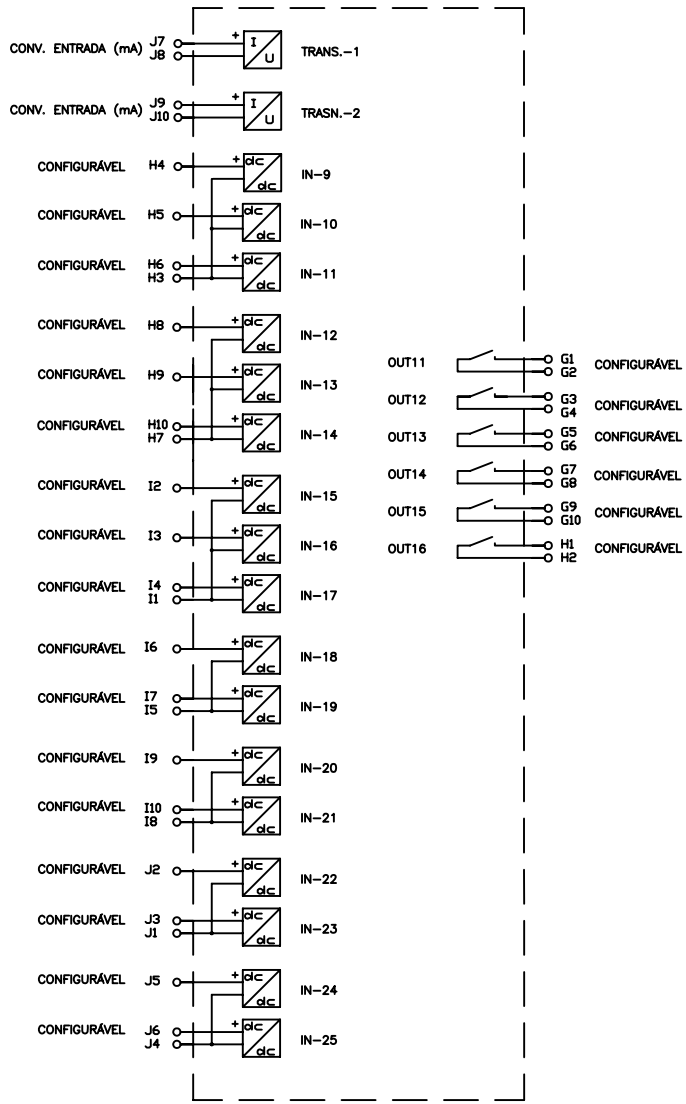 CONV. ENTRADA (mA) J7 + I TRANS.-1
J8 U
CONV. ENTRADA (mA) J9 + I TRASN.-2
J10 U
CONFIGURÁVEL H4 + dc IN-9
dc
CONFIGURÁVEL H5 + dc IN-10
dc
CONFIGURÁVEL H6 + dc IN-11
H3 dc
CONFIGURÁVEL H8 + dc IN-12
dc
CONFIGURÁVEL H9 + dc IN-13
dc
CONFIGURÁVEL H10 + dc IN-14
H7 dc
CONFIGURÁVEL I2 + dc IN-15
dc
CONFIGURÁVEL I3 + dc IN-16
dc
CONFIGURÁVEL I4 + dc IN-17
I1 dc
CONFIGURÁVEL I6 + dc IN-18
dc
CONFIGURÁVEL I7 + dc IN-19
I5 dc
CONFIGURÁVEL I9 + dc IN-20
dc
CONFIGURÁVEL I10 + dc IN-21
I8 dc
CONFIGURÁVEL J2 + dc IN-22
dc
CONFIGURÁVEL J3 + dc IN-23
J1 dc
CONFIGURÁVEL J5 + dc IN-24
dc
CONFIGURÁVEL J6 + dc IN-25
J4 dc
OUT11 G1 CONFIGURÁVEL
G2
OUT12 G3 CONFIGURÁVEL
G4
OUT13 G5 CONFIGURÁVEL
G6
OUT14 G7 CONFIGURÁVEL
G8
OUT15 G9 CONFIGURÁVEL
G10
OUT16 H1 CONFIGURÁVEL
H2